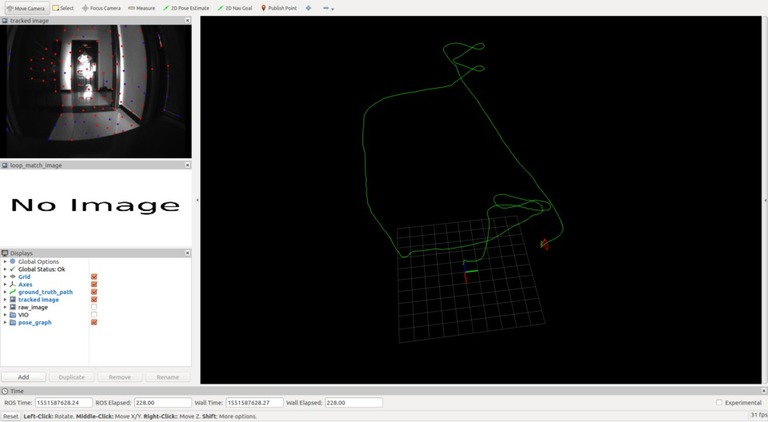 Move Camera Select Focus Camera Measure 2D Pose Estimate 2D Nav Goal Publish Point
tracked image
loop_match_image
No Image
Displays
Global Options
Global Status: Ok
Grid
Axes
ground_truth_path
tracked image
raw_image
VIO
pose_graph
Add Duplicate Remove Rename
Time
ROS Time: 1551587628.24 ROS Elapsed: 228.00 Wall Time: 1551587628.27 Wall Elapsed: 228.00 Experimental
Reset Left-Click: Rotate. Middle-Click: Move X/Y. Right-Click: Move Z. Shift: More options. 31 fps